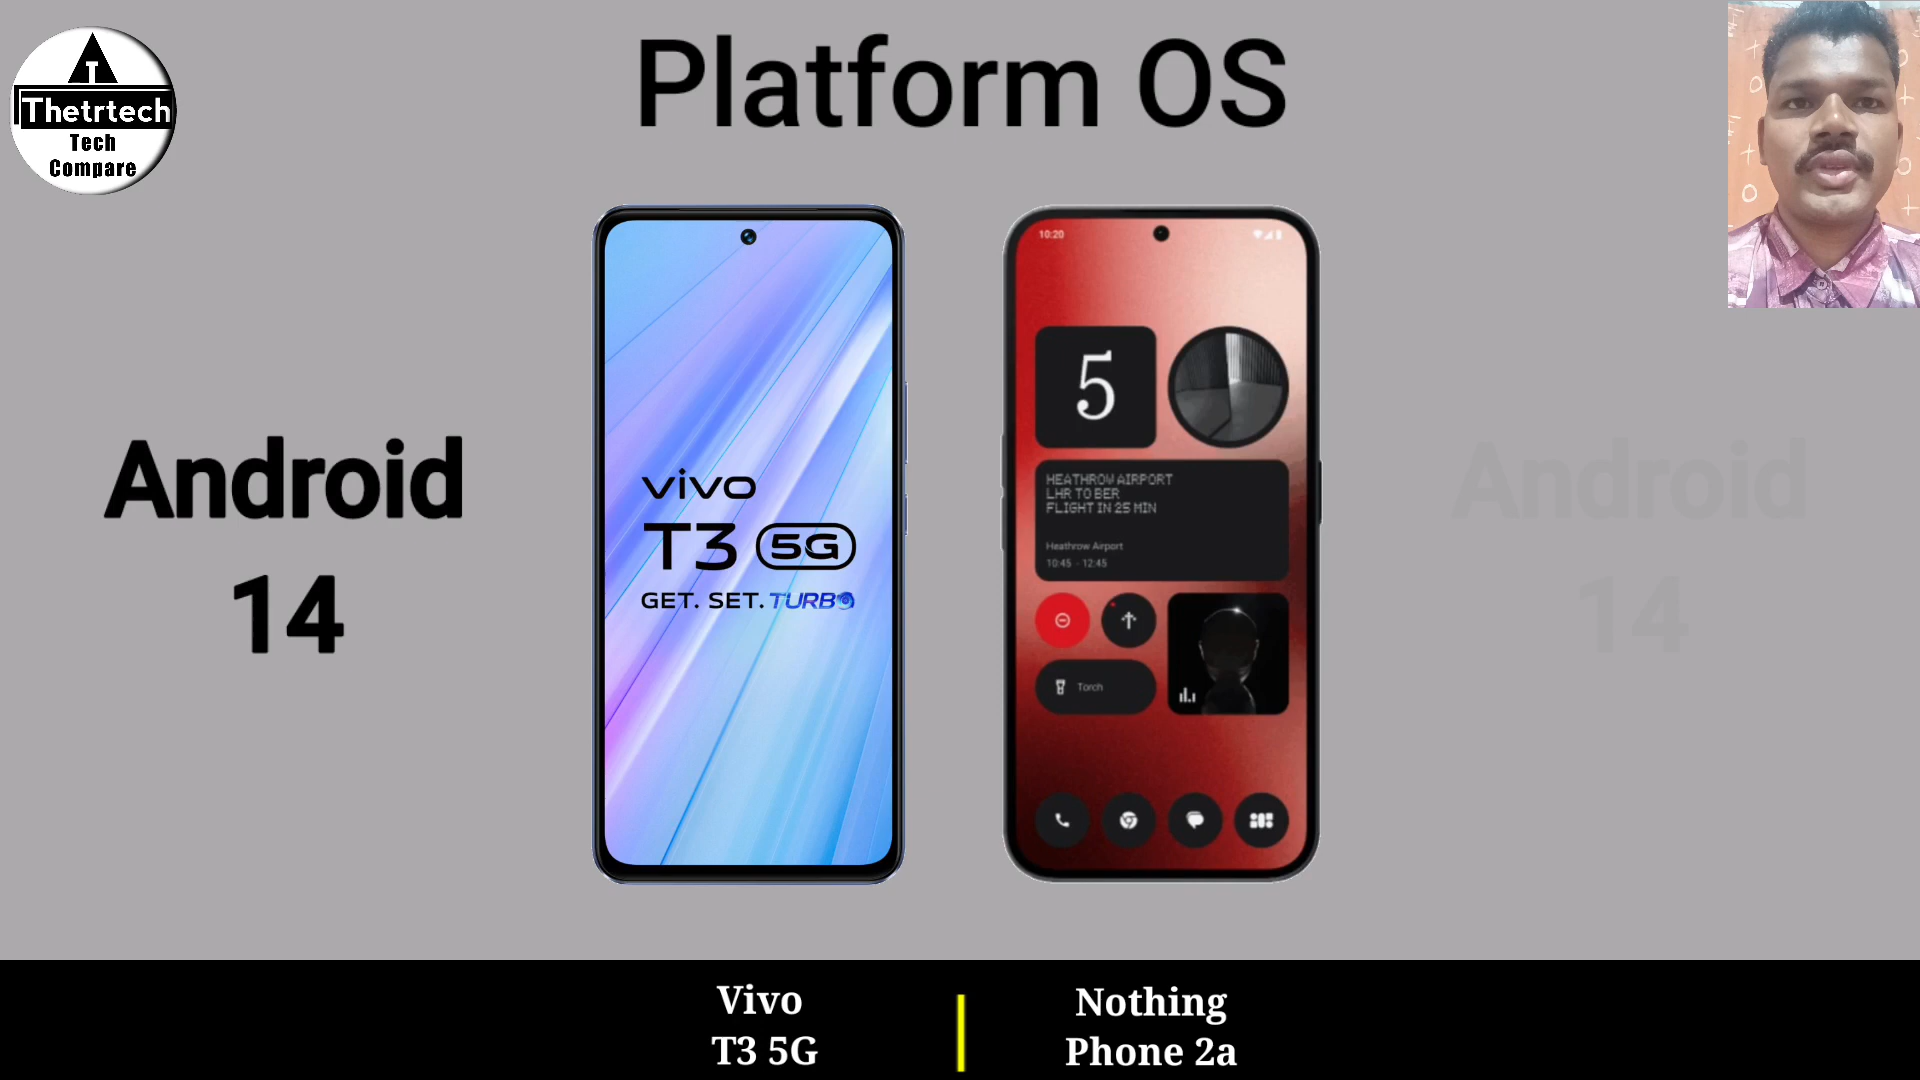 Platform OS
T
Thetrtech
Tech
Compare
Android
14
vivo
T3 5G
GET. SET. TURBO
10:20
5
HEATHROW AIRPORT
LHR TO BER
FLIGHT IN 25 MIN
Heathrow Airport
10:45 - 12:45
Torch
Android
14
Vivo
T3 5G
Nothing
Phone 2a